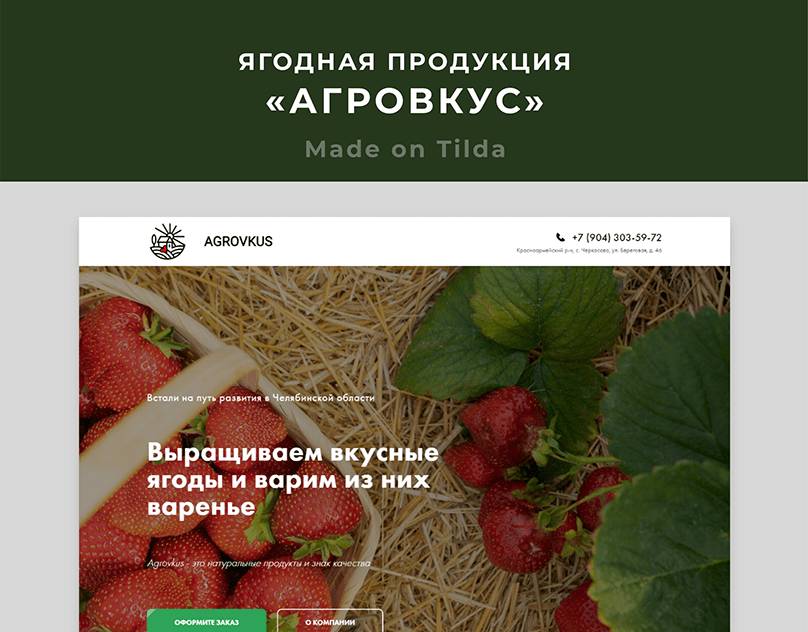 ЯГОДНАЯ ПРОДУКЦИЯ
«АГРОВКУС»
Made on Tilda
AGROVKUS
+7 (904) 303-59-72
Красноармейский р-н, с. Черкасово, ул. Береговая, д. 46
Встали на путь развития в Челябинской области
Выращиваем вкусные
ягоды и варим из них
варенье
Agrovkus - это натуральные продукты и знак качества
ОФОРМИТЕ ЗАКАЗ
О КОМПАНИИ